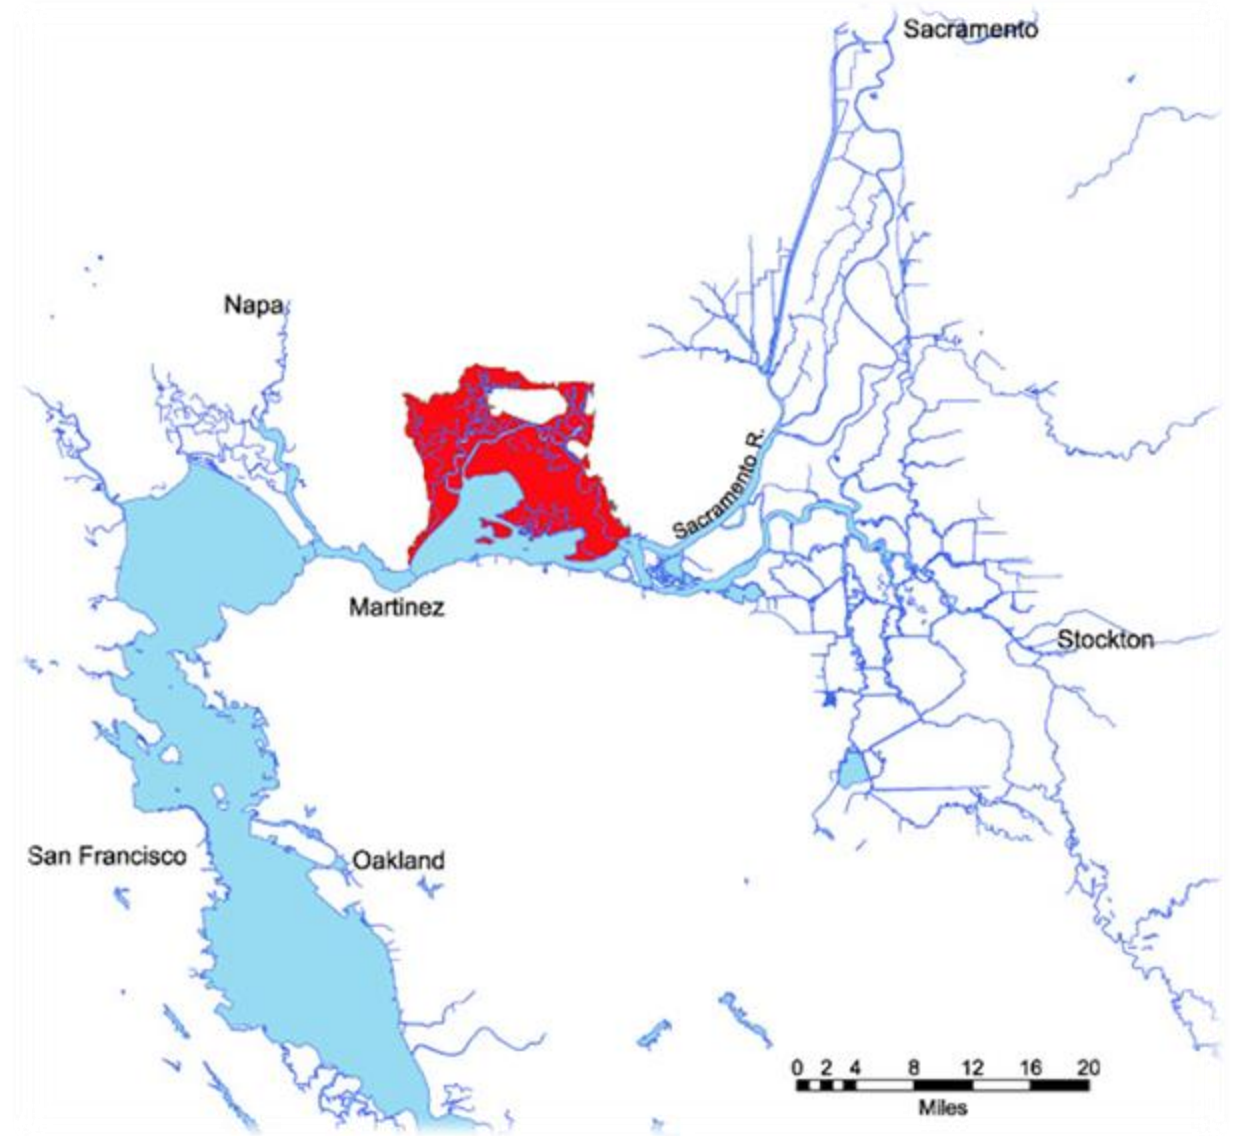 Sacramento
Napa
Sacramento R.
Martinez
Stockton
San Francisco
Oakland
0 2 4 8 12 16 20
Miles